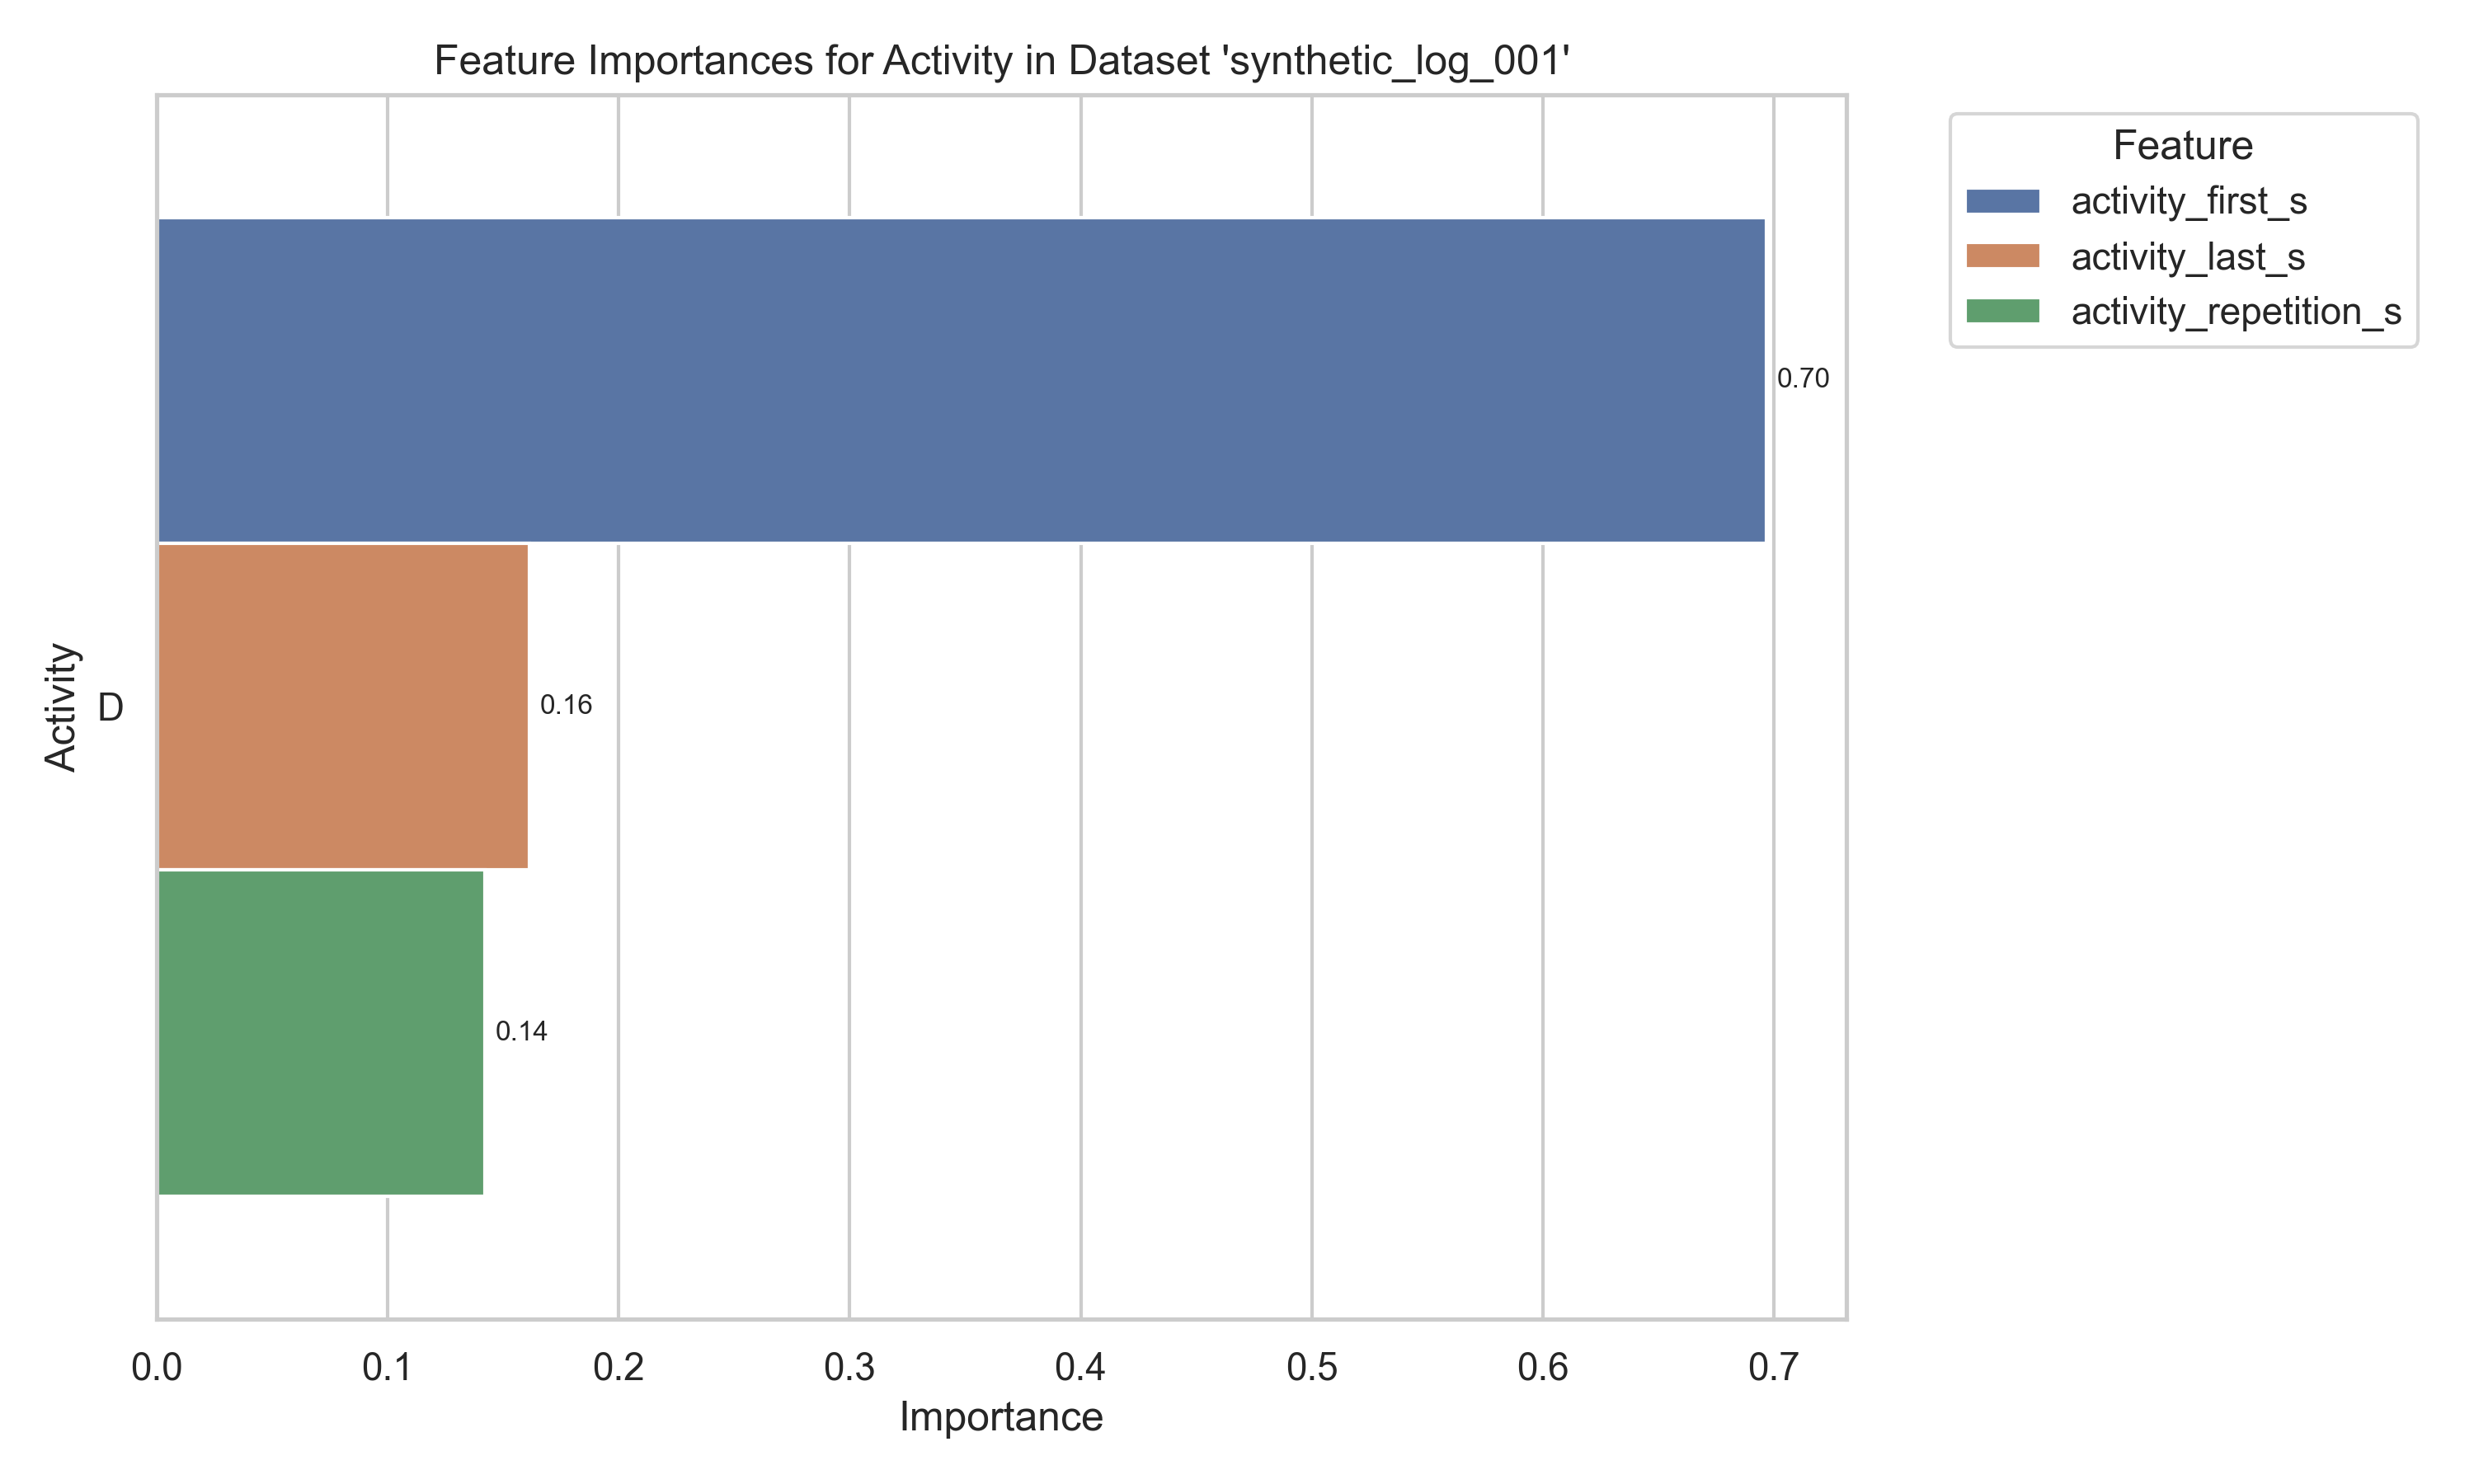 Feature Importances for Activity in Dataset 'synthetic_log_001'
Feature
activity_first_s
activity_last_s
activity_repetition_s
0.70
0.16
0.14
Activity
D
0.0 0.1 0.2 0.3 0.4 0.5 0.6 0.7
Importance